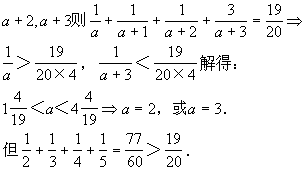 a+2,a+3则 1/a + 1/(a+1) + 1/(a+2) + 3/(a+3) = 19/20 ⇒
1/a > 19/(20×4), 1/(a+3) < 19/(20×4) 解得:
1 4/19 < a < 4 4/19 ⇒ a=2, 或a=3.
但 1/2 + 1/3 + 1/4 + 1/5 = 77/60 > 19/20.